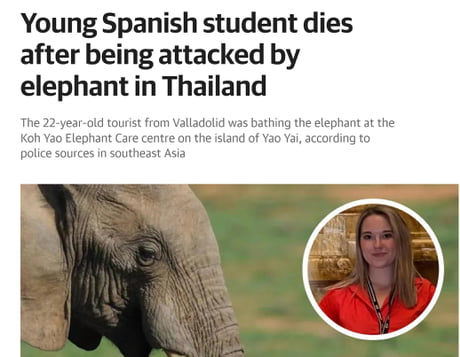 Young Spanish student dies
after being attacked by
elephant in Thailand
The 22-year-old tourist from Valladolid was bathing the elephant at the
Koh Yao Elephant Care centre on the island of Yao Yai, according to
police sources in southeast Asia